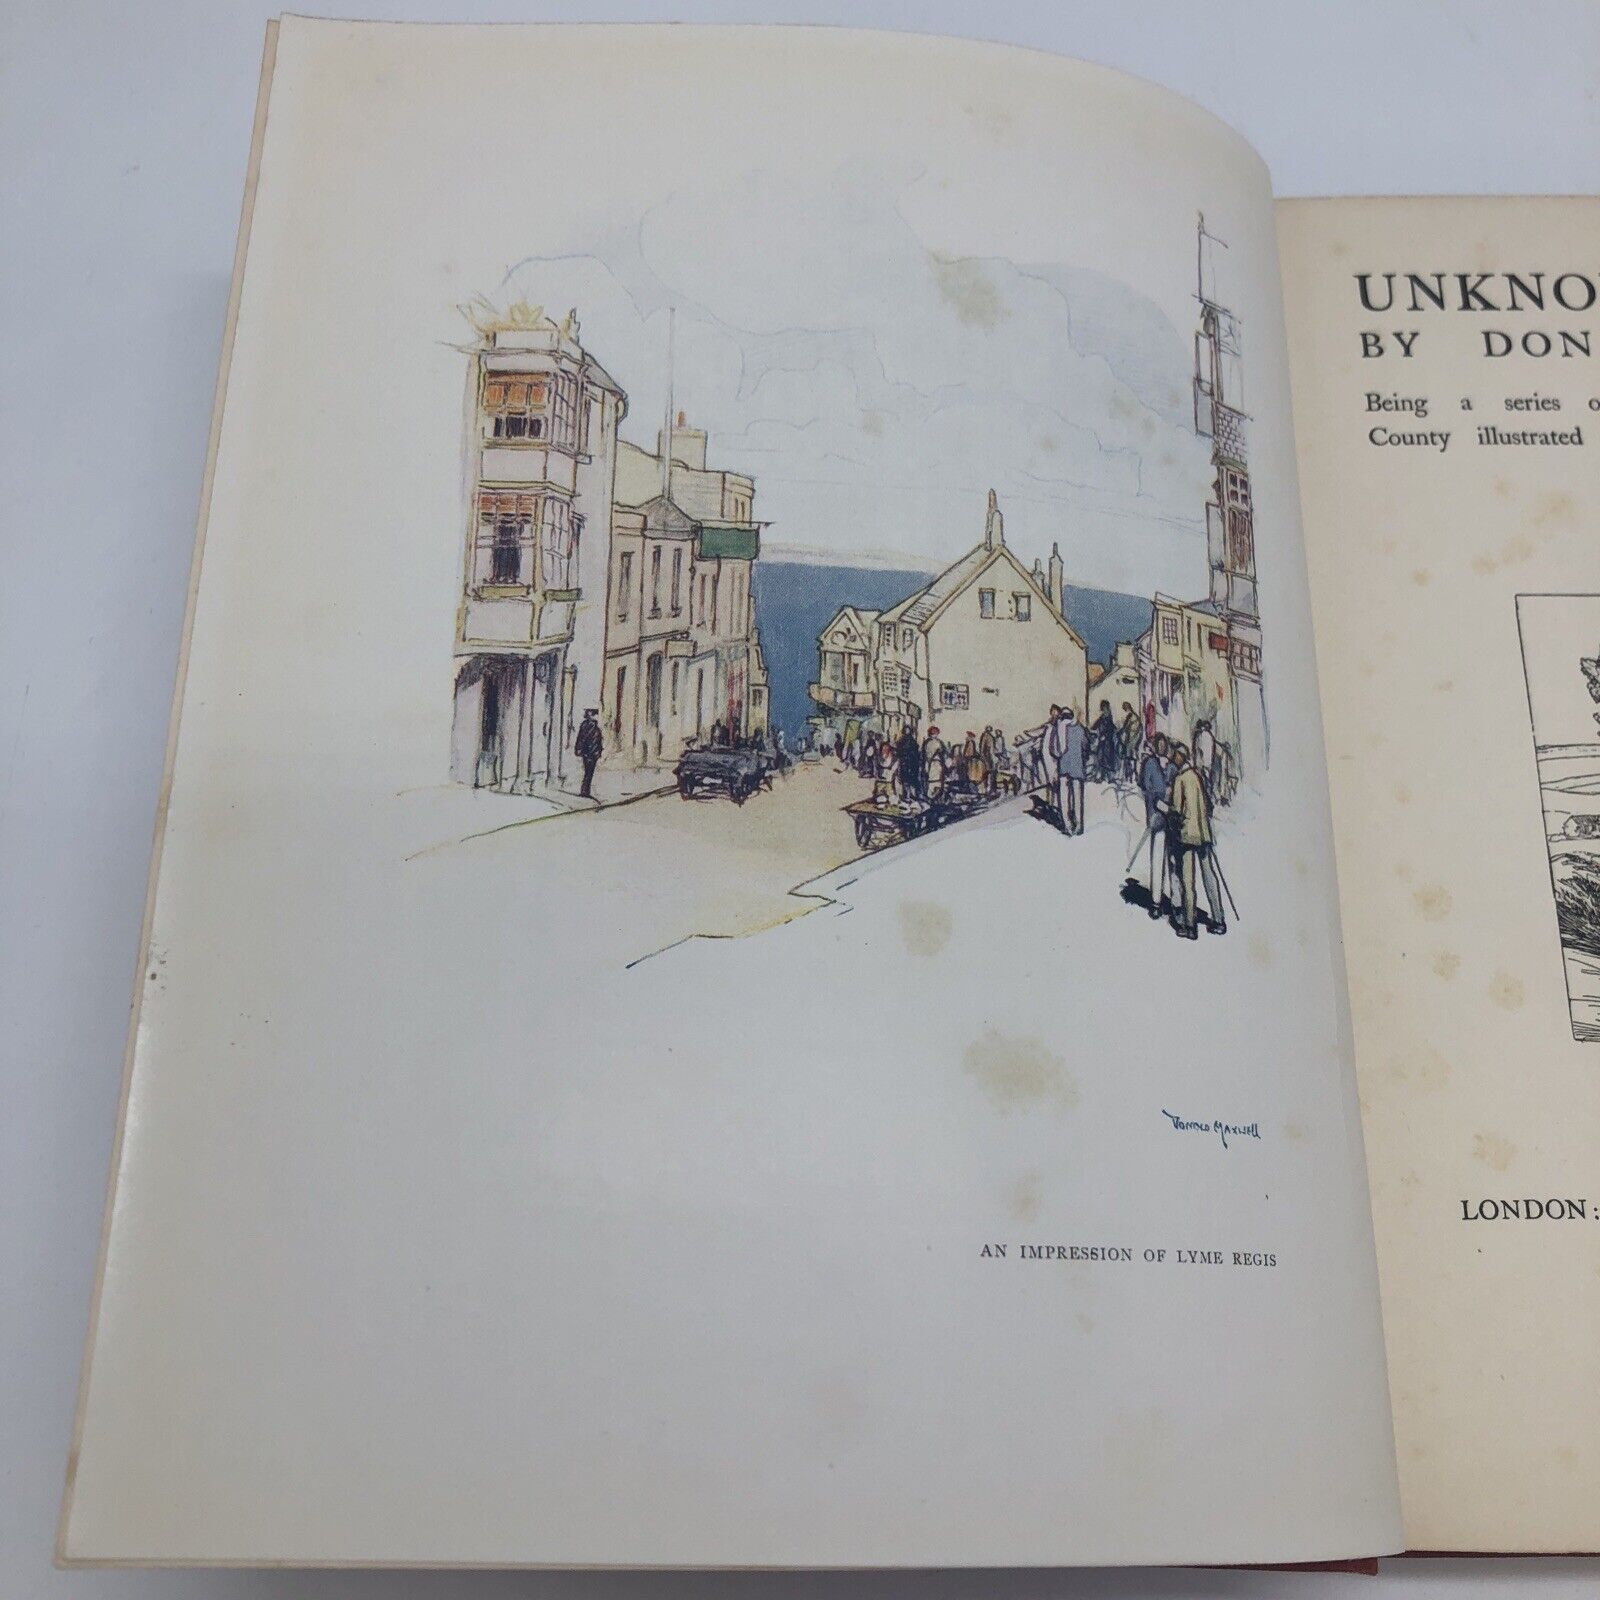 DONALD MAXWELL
AN IMPRESSION OF LYME REGIS
UNKNO
BY DON
Being a series o
County illustrated
LONDON: